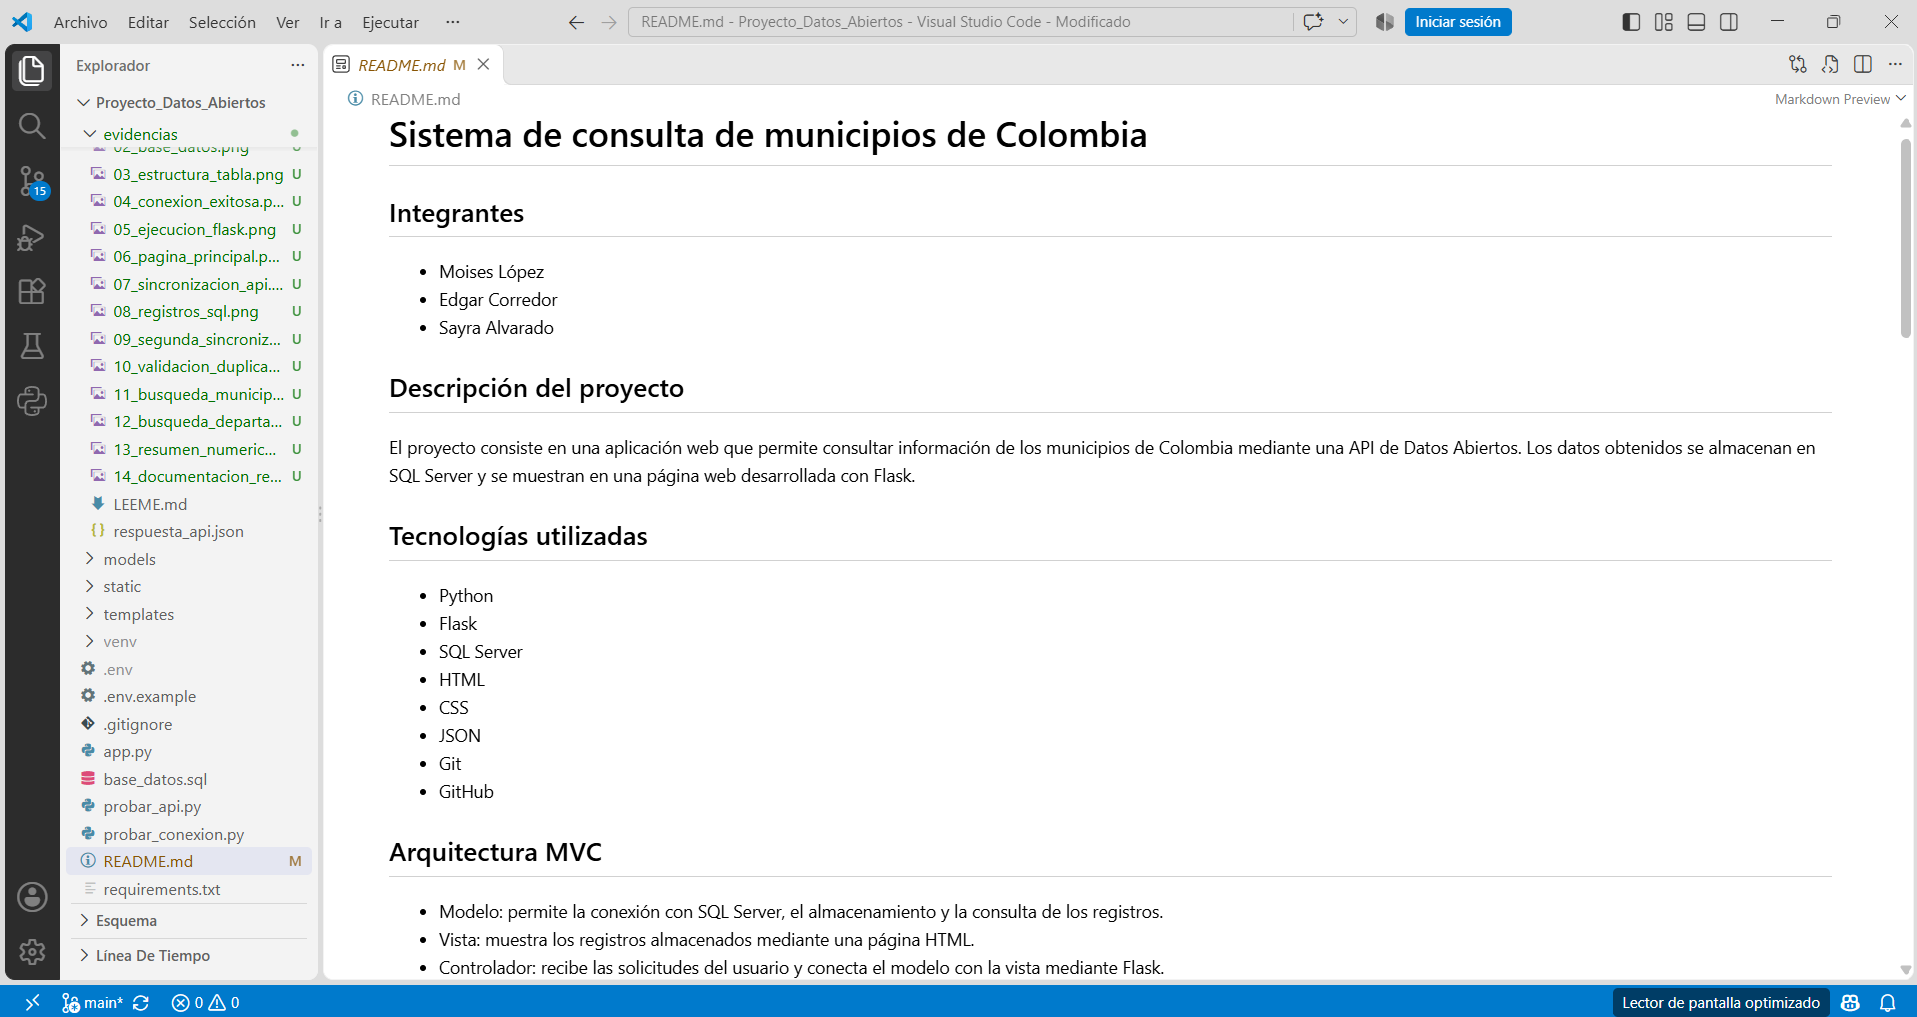 Archivo Editar Selección Ver Ir a Ejecutar ··· README.md - Proyecto_Datos_Abiertos - Visual Studio Code - Modificado Iniciar sesión
Explorador
README.md M
Proyecto_Datos_Abiertos
README.md
Markdown Preview
evidencias
02_base_datos.png U
03_estructura_tabla.png U
04_conexion_exitosa.p... U
05_ejecucion_flask.png U
06_pagina_principal.p... U
07_sincronizacion_api.... U
08_registros_sql.png U
09_segunda_sincroniz... U
10_validacion_duplica... U
11_busqueda_municip... U
12_busqueda_departa... U
13_resumen_numeric... U
14_documentacion_re... U
LEEME.md
respuesta_api.json
models
static
templates
venv
.env
.env.example
.gitignore
app.py
base_datos.sql
probar_api.py
probar_conexion.py
README.md M
requirements.txt
Esquema
Línea De Tiempo
15
Sistema de consulta de municipios de Colombia
Integrantes
Moises López
Edgar Corredor
Sayra Alvarado
Descripción del proyecto
El proyecto consiste en una aplicación web que permite consultar información de los municipios de Colombia mediante una API de Datos Abiertos. Los datos obtenidos se almacenan en
SQL Server y se muestran en una página web desarrollada con Flask.
Tecnologías utilizadas
Python
Flask
SQL Server
HTML
CSS
JSON
Git
GitHub
Arquitectura MVC
Modelo: permite la conexión con SQL Server, el almacenamiento y la consulta de los registros.
Vista: muestra los registros almacenados mediante una página HTML.
Controlador: recibe las solicitudes del usuario y conecta el modelo con la vista mediante Flask.
main* 0 0 Lector de pantalla optimizado